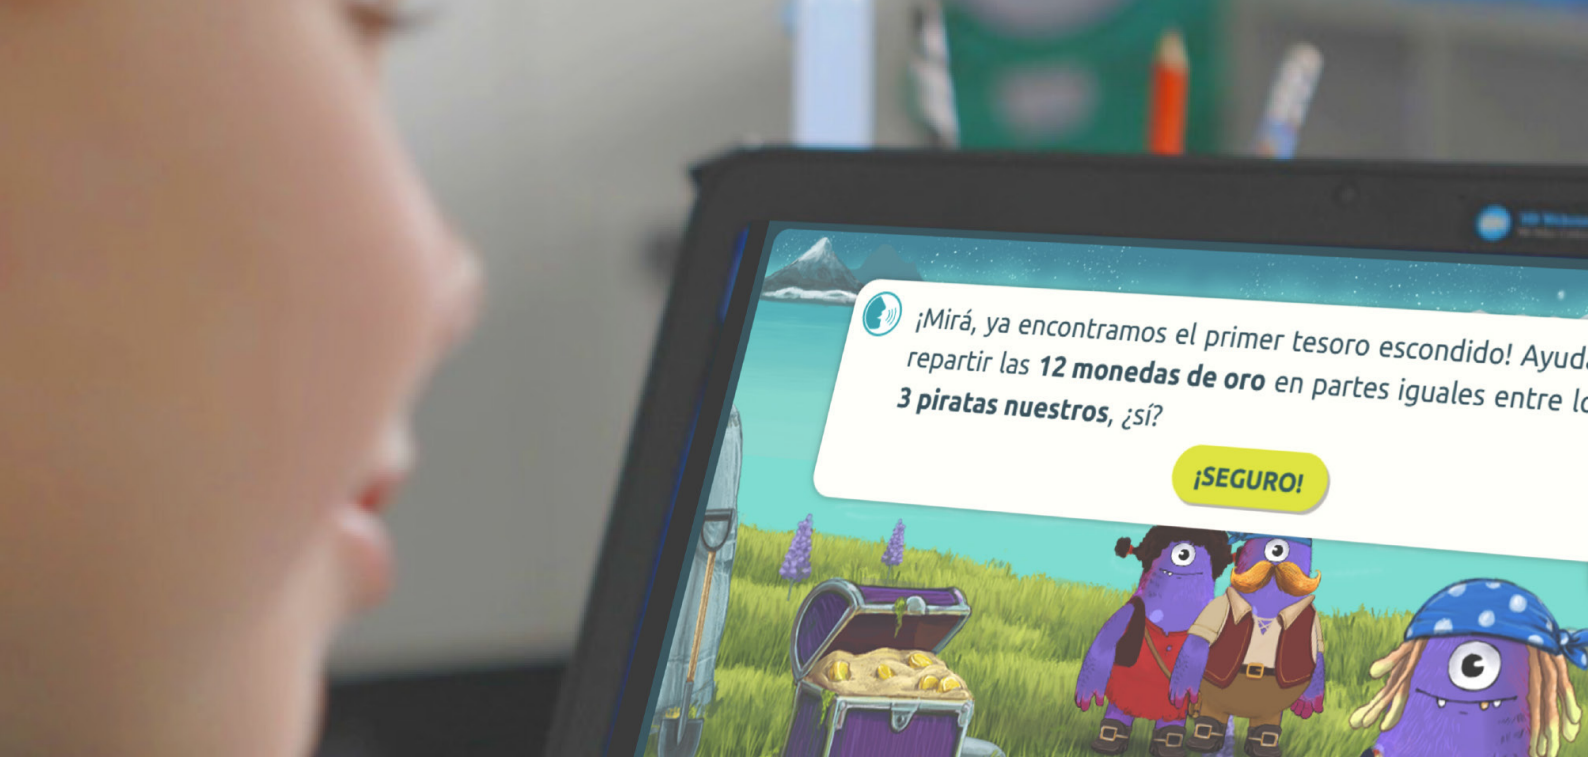 ¡Mirá, ya encontramos el primer tesoro escondido!
repartir las 12 monedas de oro en partes iguales entre
3 piratas nuestros, ¿sí?
¡SEGURO!